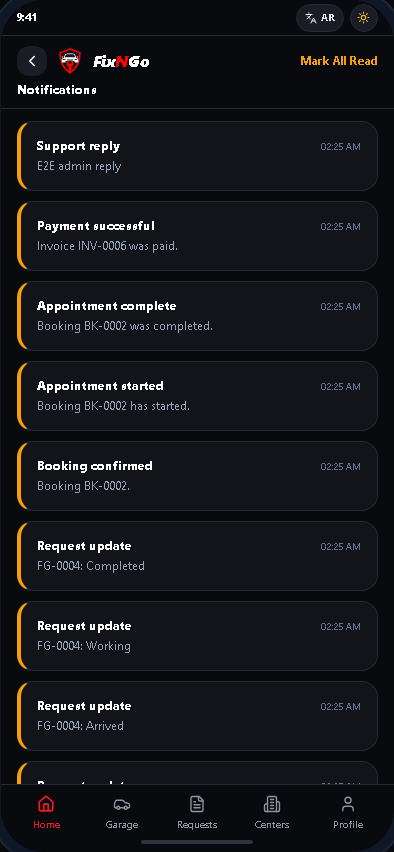 9:41
AR
FixNGo
Mark All Read
Notifications
Support reply
02:25 AM
E2E admin reply
Payment successful
02:25 AM
Invoice INV-0006 was paid.
Appointment complete
02:25 AM
Booking BK-0002 was completed.
Appointment started
02:25 AM
Booking BK-0002 has started.
Booking confirmed
02:25 AM
Booking BK-0002.
Request update
02:25 AM
FG-0004: Completed
Request update
02:25 AM
FG-0004: Working
Request update
02:25 AM
FG-0004: Arrived
Home
Garage
Requests
Centers
Profile